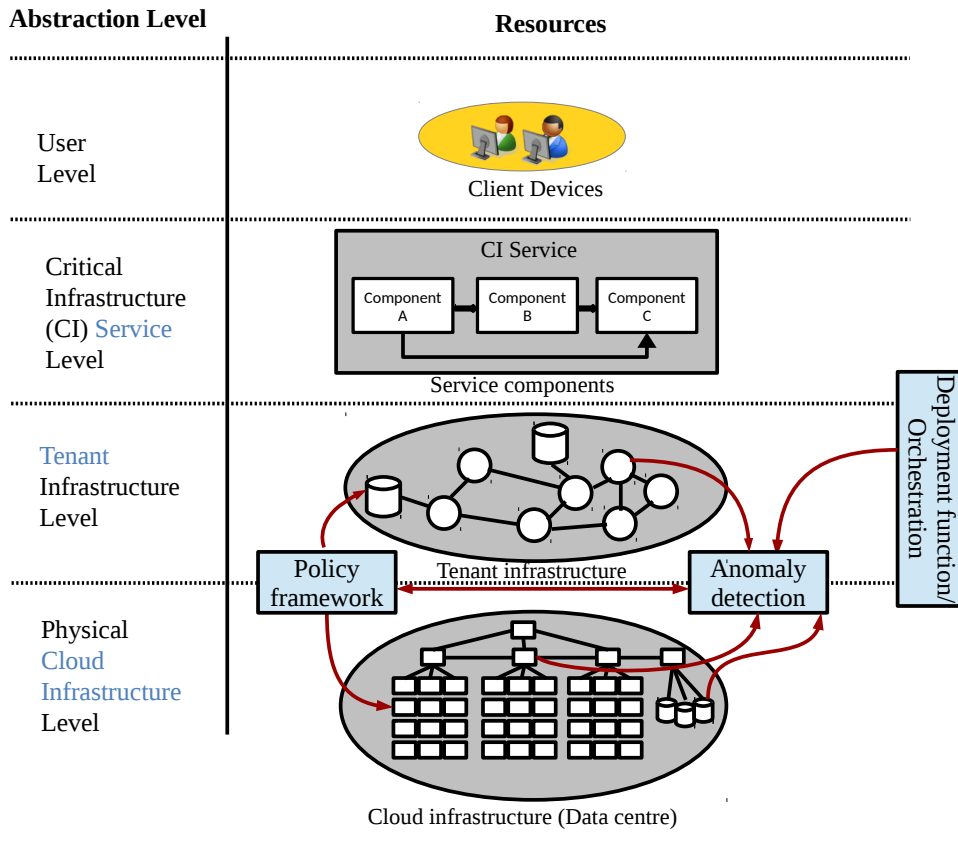 Abstraction Level
Resources
User
Level
Client Devices
Critical
Infrastructure
(CI) Service
Level
CI Service
Component
A
Component
B
Component
C
Service components
Tenant
Infrastructure
Level
Tenant infrastructure
Deployment function/
Orchestration
Policy
framework
Anomaly
detection
Physical
Cloud
Infrastructure
Level
Cloud infrastructure (Data centre)